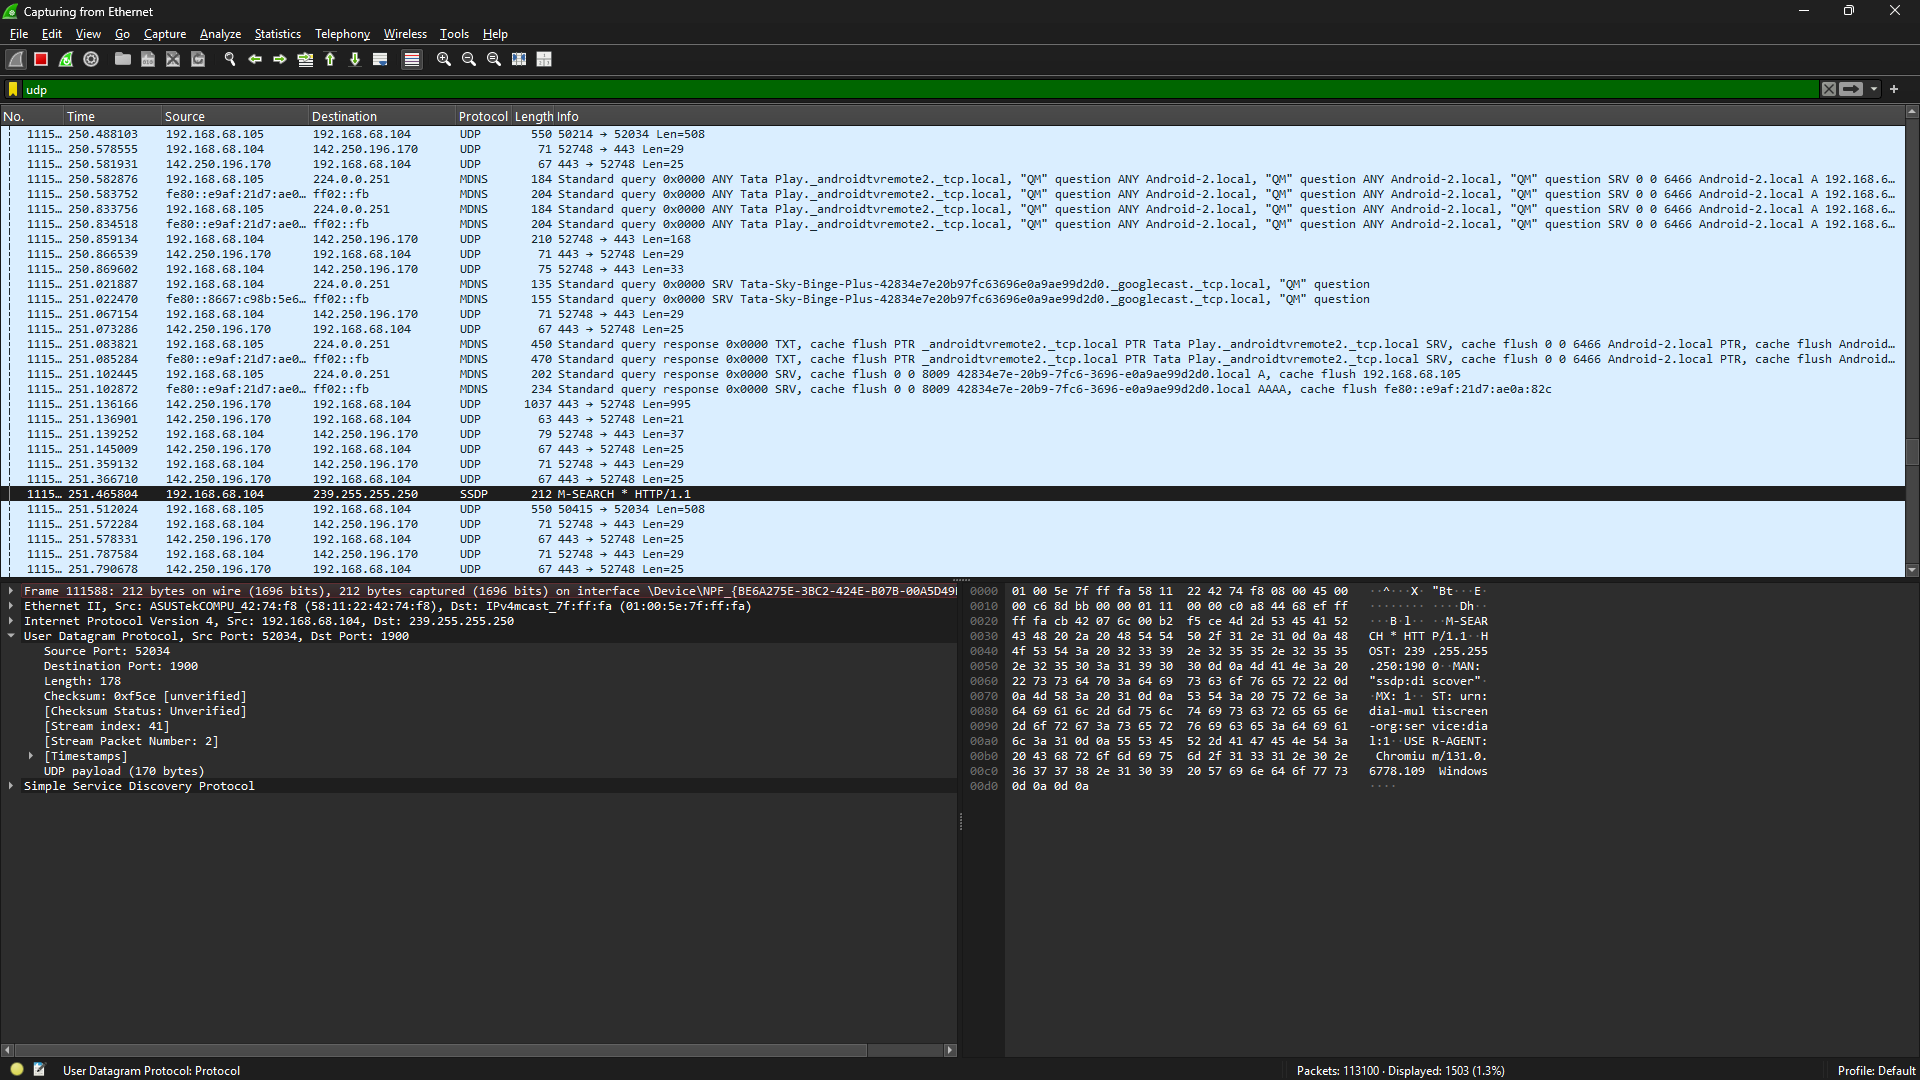 Capturing from Ethernet
File Edit View Go Capture Analyze Statistics Telephony Wireless Tools Help
udp
No. Time Source Destination Protocol Length Info
1115… 250.488103 192.168.68.105 192.168.68.104 UDP 550 50214 → 52034 Len=508
1115… 250.578555 192.168.68.104 142.250.196.170 UDP 71 52748 → 443 Len=29
1115… 250.581931 142.250.196.170 192.168.68.104 UDP 67 443 → 52748 Len=25
1115… 250.582876 192.168.68.105 224.0.0.251 MDNS 184 Standard query 0x0000 ANY Tata Play._androidtvremote2._tcp.local, "QM" question ANY Android-2.local, "QM" question ANY Android-2.local, "QM" question SRV 0 0 6466 Android-2.local A 192.168.6…
1115… 250.583752 fe80::e9af:21d7:ae0… ff02::fb MDNS 204 Standard query 0x0000 ANY Tata Play._androidtvremote2._tcp.local, "QM" question ANY Android-2.local, "QM" question ANY Android-2.local, "QM" question SRV 0 0 6466 Android-2.local A 192.168.6…
1115… 250.833756 192.168.68.105 224.0.0.251 MDNS 184 Standard query 0x0000 ANY Tata Play._androidtvremote2._tcp.local, "QM" question ANY Android-2.local, "QM" question ANY Android-2.local, "QM" question SRV 0 0 6466 Android-2.local A 192.168.6…
1115… 250.834518 fe80::e9af:21d7:ae0… ff02::fb MDNS 204 Standard query 0x0000 ANY Tata Play._androidtvremote2._tcp.local, "QM" question ANY Android-2.local, "QM" question ANY Android-2.local, "QM" question SRV 0 0 6466 Android-2.local A 192.168.6…
1115… 250.859134 192.168.68.104 142.250.196.170 UDP 210 52748 → 443 Len=168
1115… 250.866539 142.250.196.170 192.168.68.104 UDP 71 443 → 52748 Len=29
1115… 250.869602 192.168.68.104 142.250.196.170 UDP 75 52748 → 443 Len=33
1115… 251.021887 192.168.68.104 224.0.0.251 MDNS 135 Standard query 0x0000 SRV Tata-Sky-Binge-Plus-42834e7e20b97fc63696e0a9ae99d2d0._googlecast._tcp.local, "QM" question
1115… 251.022470 fe80::8667:c98b:5e6… ff02::fb MDNS 155 Standard query 0x0000 SRV Tata-Sky-Binge-Plus-42834e7e20b97fc63696e0a9ae99d2d0._googlecast._tcp.local, "QM" question
1115… 251.067154 192.168.68.104 142.250.196.170 UDP 71 52748 → 443 Len=29
1115… 251.073286 142.250.196.170 192.168.68.104 UDP 67 443 → 52748 Len=25
1115… 251.083821 192.168.68.105 224.0.0.251 MDNS 450 Standard query response 0x0000 TXT, cache flush PTR _androidtvremote2._tcp.local PTR Tata Play._androidtvremote2._tcp.local SRV, cache flush 0 0 6466 Android-2.local PTR, cache flush Android…
1115… 251.085284 fe80::e9af:21d7:ae0… ff02::fb MDNS 470 Standard query response 0x0000 TXT, cache flush PTR _androidtvremote2._tcp.local PTR Tata Play._androidtvremote2._tcp.local SRV, cache flush 0 0 6466 Android-2.local PTR, cache flush Android…
1115… 251.102445 192.168.68.105 224.0.0.251 MDNS 202 Standard query response 0x0000 SRV, cache flush 0 0 8009 42834e7e-20b9-7fc6-3696-e0a9ae99d2d0.local A, cache flush 192.168.68.105
1115… 251.102872 fe80::e9af:21d7:ae0… ff02::fb MDNS 234 Standard query response 0x0000 SRV, cache flush 0 0 8009 42834e7e-20b9-7fc6-3696-e0a9ae99d2d0.local AAAA, cache flush fe80::e9af:21d7:ae0a:82c
1115… 251.136166 142.250.196.170 192.168.68.104 UDP 1037 443 → 52748 Len=995
1115… 251.136901 142.250.196.170 192.168.68.104 UDP 63 443 → 52748 Len=21
1115… 251.139252 192.168.68.104 142.250.196.170 UDP 79 52748 → 443 Len=37
1115… 251.145009 142.250.196.170 192.168.68.104 UDP 67 443 → 52748 Len=25
1115… 251.359132 192.168.68.104 142.250.196.170 UDP 71 52748 → 443 Len=29
1115… 251.366710 142.250.196.170 192.168.68.104 UDP 67 443 → 52748 Len=25
1115… 251.465804 192.168.68.104 239.255.255.250 SSDP 212 M-SEARCH * HTTP/1.1
1115… 251.512024 192.168.68.105 192.168.68.104 UDP 550 50415 → 52034 Len=508
1115… 251.572284 192.168.68.104 142.250.196.170 UDP 71 52748 → 443 Len=29
1115… 251.578331 142.250.196.170 192.168.68.104 UDP 67 443 → 52748 Len=25
1115… 251.787584 192.168.68.104 142.250.196.170 UDP 71 52748 → 443 Len=29
1115… 251.790678 142.250.196.170 192.168.68.104 UDP 67 443 → 52748 Len=25
Frame 111588: 212 bytes on wire (1696 bits), 212 bytes captured (1696 bits) on interface \Device\NPF_{BE6A275E-3BC2-424E-B07B-00A5D49
Ethernet II, Src: ASUSTekCOMPU_42:74:f8 (58:11:22:42:74:f8), Dst: IPv4mcast_7f:ff:fa (01:00:5e:7f:ff:fa)
Internet Protocol Version 4, Src: 192.168.68.104, Dst: 239.255.255.250
User Datagram Protocol, Src Port: 52034, Dst Port: 1900
Source Port: 52034
Destination Port: 1900
Length: 178
Checksum: 0xf5ce [unverified]
[Checksum Status: Unverified]
[Stream index: 41]
[Stream Packet Number: 2]
[Timestamps]
UDP payload (170 bytes)
Simple Service Discovery Protocol
0000 01 00 5e 7f ff fa 58 11 22 42 74 f8 08 00 45 00 ··^···X· "Bt···E·
0010 00 c6 8d bb 00 00 01 11 00 00 c0 a8 44 68 ef ff ········ ····Dh··
0020 ff fa cb 42 07 6c 00 b2 f5 ce 4d 2d 53 45 41 52 ···B·l·· ··M-SEAR
0030 43 48 20 2a 20 48 54 54 50 2f 31 2e 31 0d 0a 48 CH * HTT P/1.1··H
0040 4f 53 54 3a 20 32 33 39 2e 32 35 35 2e 32 35 35 OST: 239 .255.255
0050 2e 32 35 30 3a 31 39 30 30 0d 0a 4d 41 4e 3a 20 .250:190 0··MAN:
0060 22 73 73 64 70 3a 64 69 73 63 6f 76 65 72 22 0d "ssdp:di scover"·
0070 0a 4d 58 3a 20 31 0d 0a 53 54 3a 20 75 72 6e 3a ·MX: 1·· ST: urn:
0080 64 69 61 6c 2d 6d 75 6c 74 69 73 63 72 65 65 6e dial-mul tiscreen
0090 2d 6f 72 67 3a 73 65 72 76 69 63 65 3a 64 69 61 -org:ser vice:dia
00a0 6c 3a 31 0d 0a 55 53 45 52 2d 41 47 45 4e 54 3a l:1··USE R-AGENT:
00b0 20 43 68 72 6f 6d 69 75 6d 2f 31 33 31 2e 30 2e Chromiu m/131.0.
00c0 36 37 37 38 2e 31 30 39 20 57 69 6e 64 6f 77 73 6778.109 Windows
00d0 0d 0a 0d 0a ····
User Datagram Protocol: Protocol
Packets: 113100 · Displayed: 1503 (1.3%)
Profile: Default